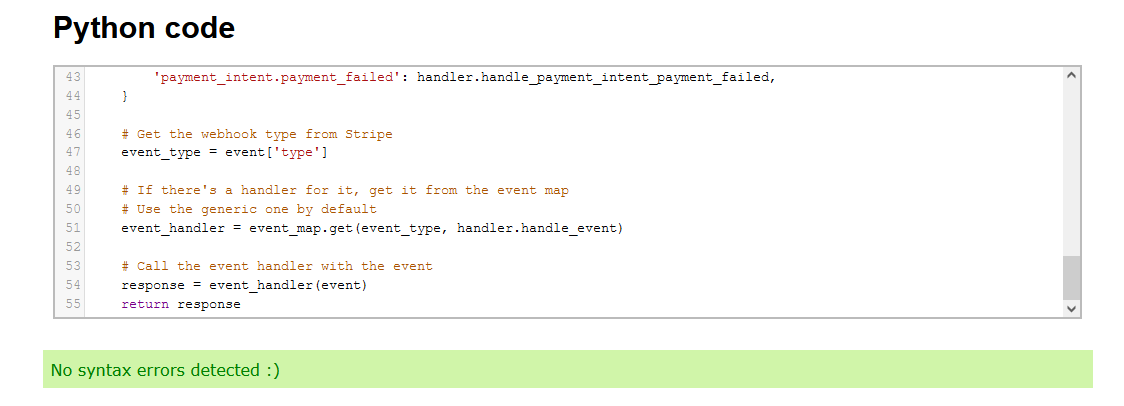 Python code
43         'payment_intent.payment_failed': handler.handle_payment_intent_payment_failed,
44     }
45
46     # Get the webhook type from Stripe
47     event_type = event['type']
48
49     # If there's a handler for it, get it from the event map
50     # Use the generic one by default
51     event_handler = event_map.get(event_type, handler.handle_event)
52
53     # Call the event handler with the event
54     response = event_handler(event)
55     return response
No syntax errors detected :)